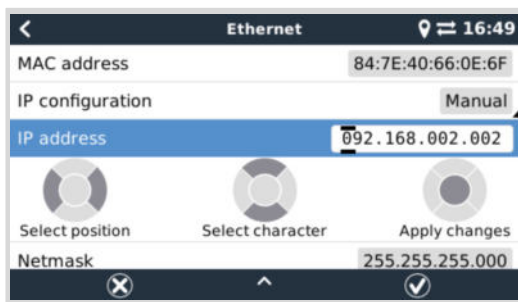 Ethernet 16:49
MAC address 84:7E:40:66:0E:6F
IP configuration Manual
IP address 092.168.002.002
Select position Select character Apply changes
Netmask 255.255.255.000